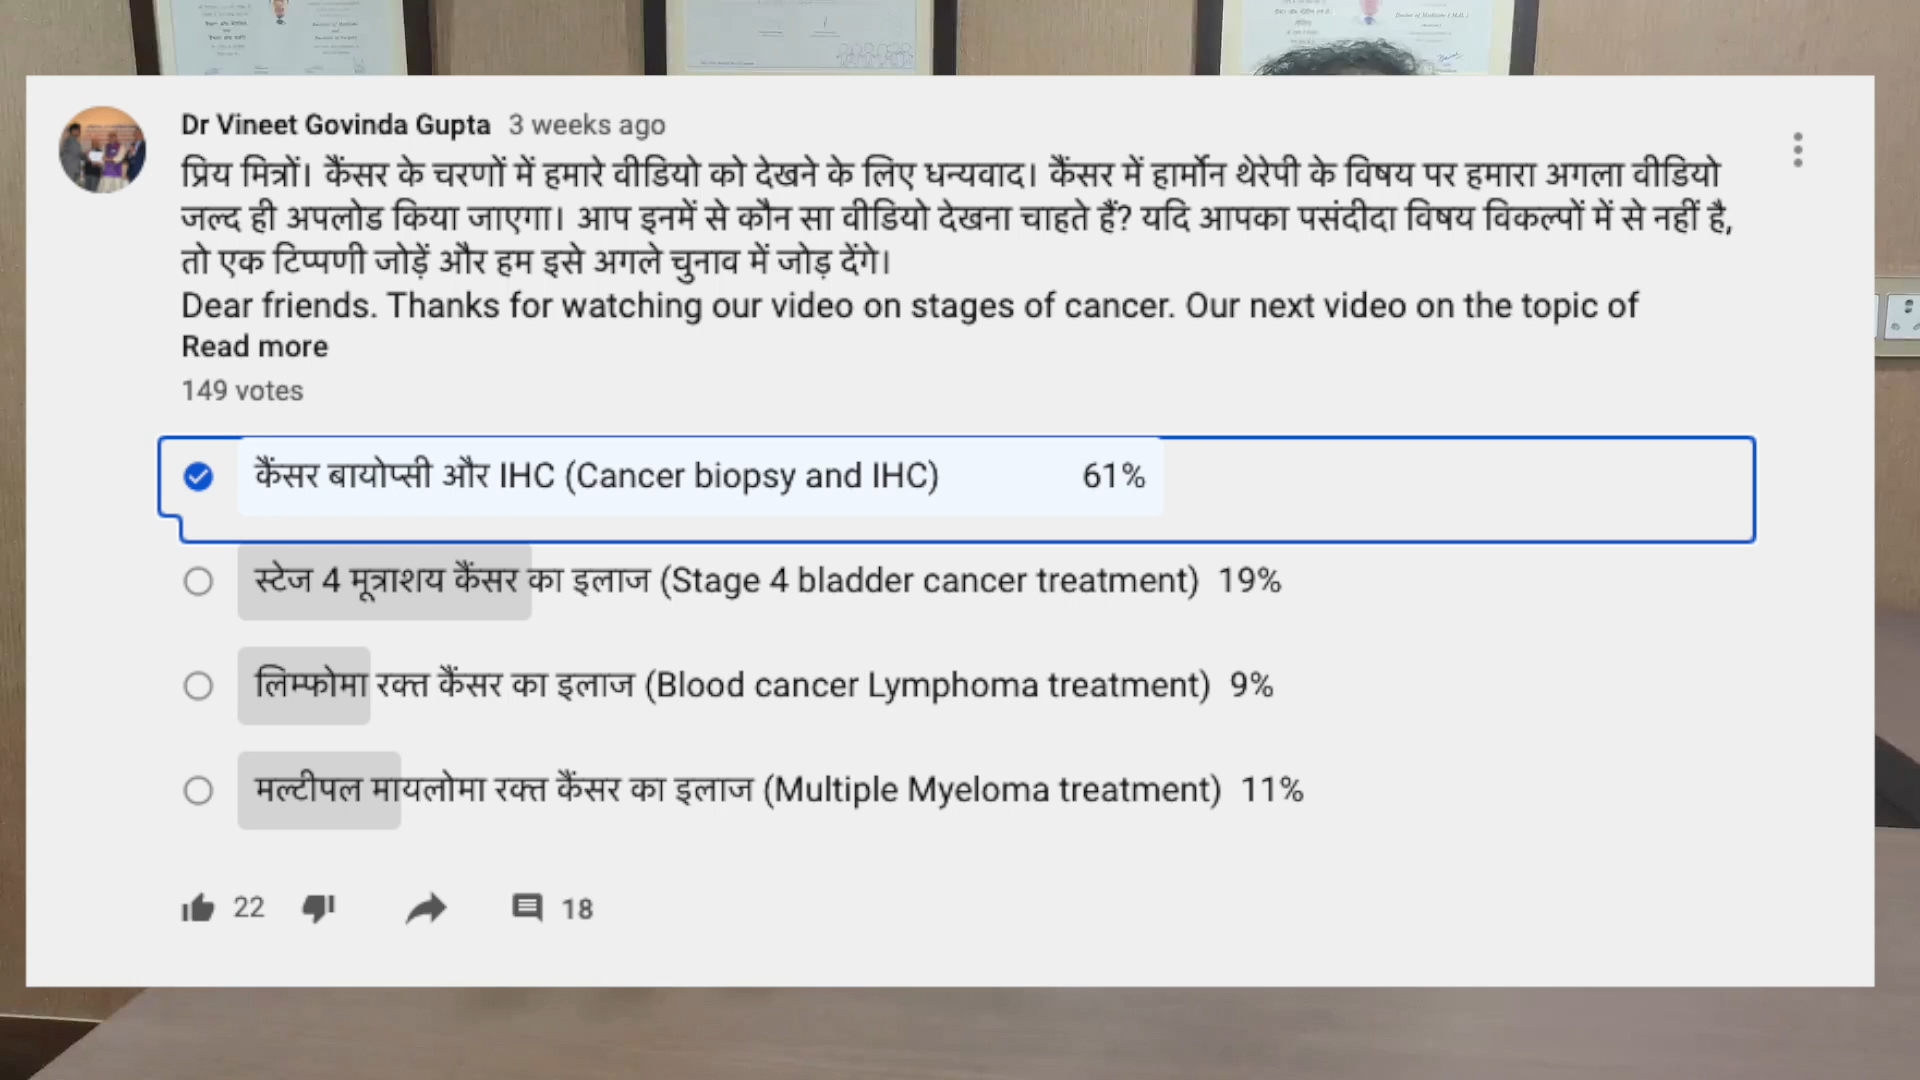 Dr Vineet Govinda Gupta 3 weeks ago
प्रिय मित्रों। कैंसर के चरणों में हमारे वीडियो को देखने के लिए धन्यवाद। कैंसर में हार्मोन थेरेपी के विषय पर हमारा अगला वीडियो
जल्द ही अपलोड किया जाएगा। आप इनमें से कौन सा वीडियो देखना चाहते हैं? यदि आपका पसंदीदा विषय विकल्पों में से नहीं है,
तो एक टिप्पणी जोड़ें और हम इसे अगले चुनाव में जोड़ देंगे।
Dear friends. Thanks for watching our video on stages of cancer. Our next video on the topic of
Read more
149 votes
कैंसर बायोप्सी और IHC (Cancer biopsy and IHC) 61%
स्टेज 4 मूत्राशय कैंसर का इलाज (Stage 4 bladder cancer treatment) 19%
लिम्फोमा रक्त कैंसर का इलाज (Blood cancer Lymphoma treatment) 9%
मल्टीपल मायलोमा रक्त कैंसर का इलाज (Multiple Myeloma treatment) 11%
22 18